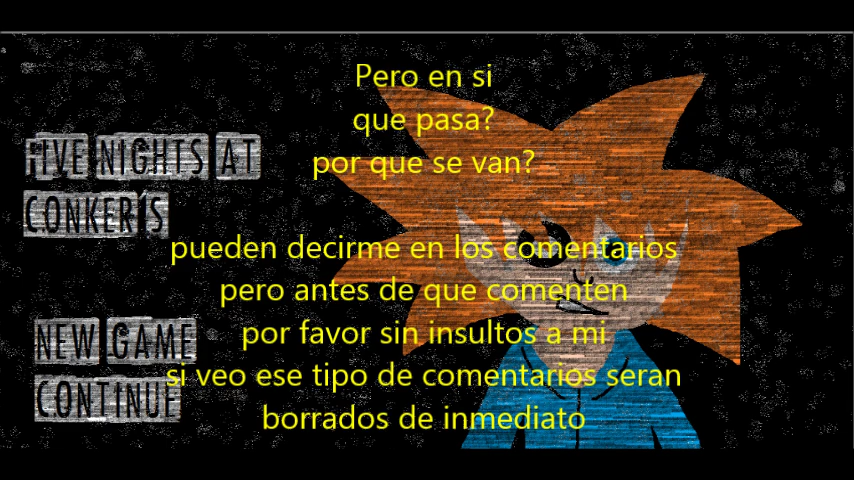 a
Pero en si
que pasa?
por que se van?
FIVE NIGHTS AT
CONKER'S
pueden decirme en los comentarios
pero antes de que comenten
por favor sin insultos a mi
si veo ese tipo de comentarios seran
borrados de inmediato
NEW GAME
CONTINUE